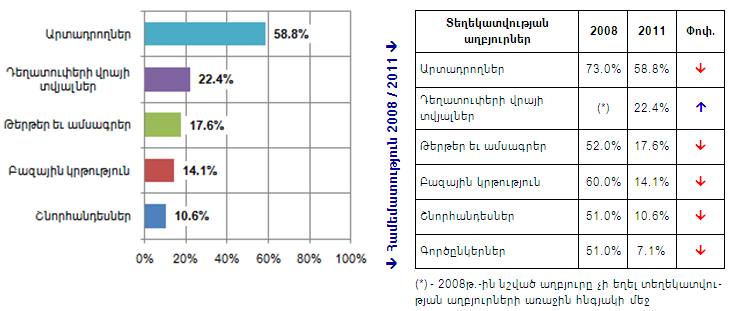 Արտադրողներ
58.8%
Դեղատուփերի վրայի
տվյալներ
22.4%
Թերթեր եւ ամսագրեր
17.6%
Բազային կրթություն
14.1%
Շնորհանդեսներ
10.6%
0% 20% 40% 60% 80% 100%
← Համեմատություն 2008 / 2011 →
Տեղեկատվության
աղբյուրներ 2008 2011 Փոփ.
Արտադրողներ 73.0% 58.8% ↓
Դեղատուփերի վրայի
տվյալներ (*) 22.4% ↑
Թերթեր եւ ամսագրեր 52.0% 17.6% ↓
Բազային կրթություն 60.0% 14.1% ↓
Շնորհանդեսներ 51.0% 10.6% ↓
Գործընկերներ 51.0% 7.1% ↓
(*) - 2008թ.-ին նշված աղբյուրը չի եղել տեղեկատվու-
թյան աղբյուրների առաջին հնգյակի մեջ